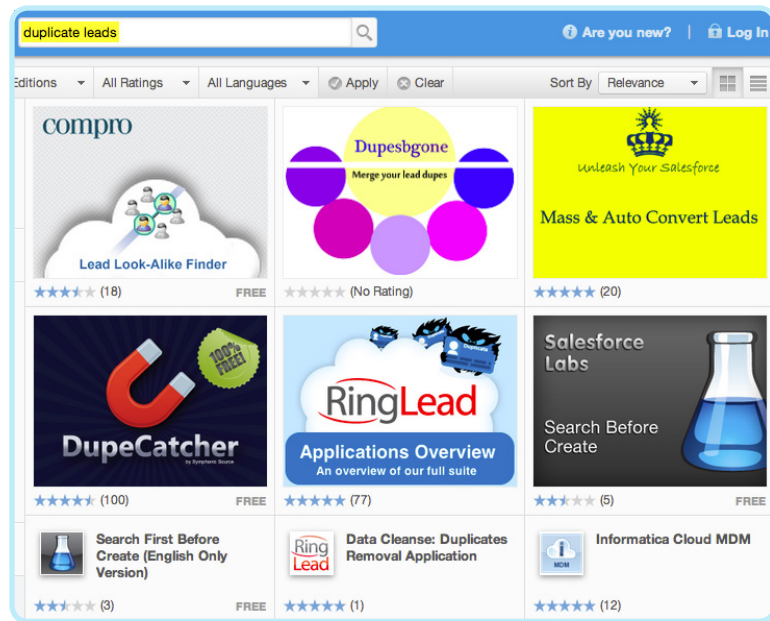 duplicate leads
Are you new? | Log In
Editions All Ratings All Languages Apply Clear Sort By Relevance
compro
Lead Look-Alike Finder
(18) FREE
Dupesbgone
Merge your lead dupes
(No Rating)
Unleash Your Salesforce
Mass & Auto Convert Leads
(20)
100% FREE!
DupeCatcher
by Symphonic Source
(100) FREE
Duplicate
RingLead
Applications Overview
An overview of our full suite
(77)
Salesforce
Labs
Search Before
Create
(5) FREE
Search First Before
Create (English Only
Version)
(3) FREE
Ring
Lead
Data Cleanse: Duplicates
Removal Application
(1)
MDM
Informatica Cloud MDM
(12)